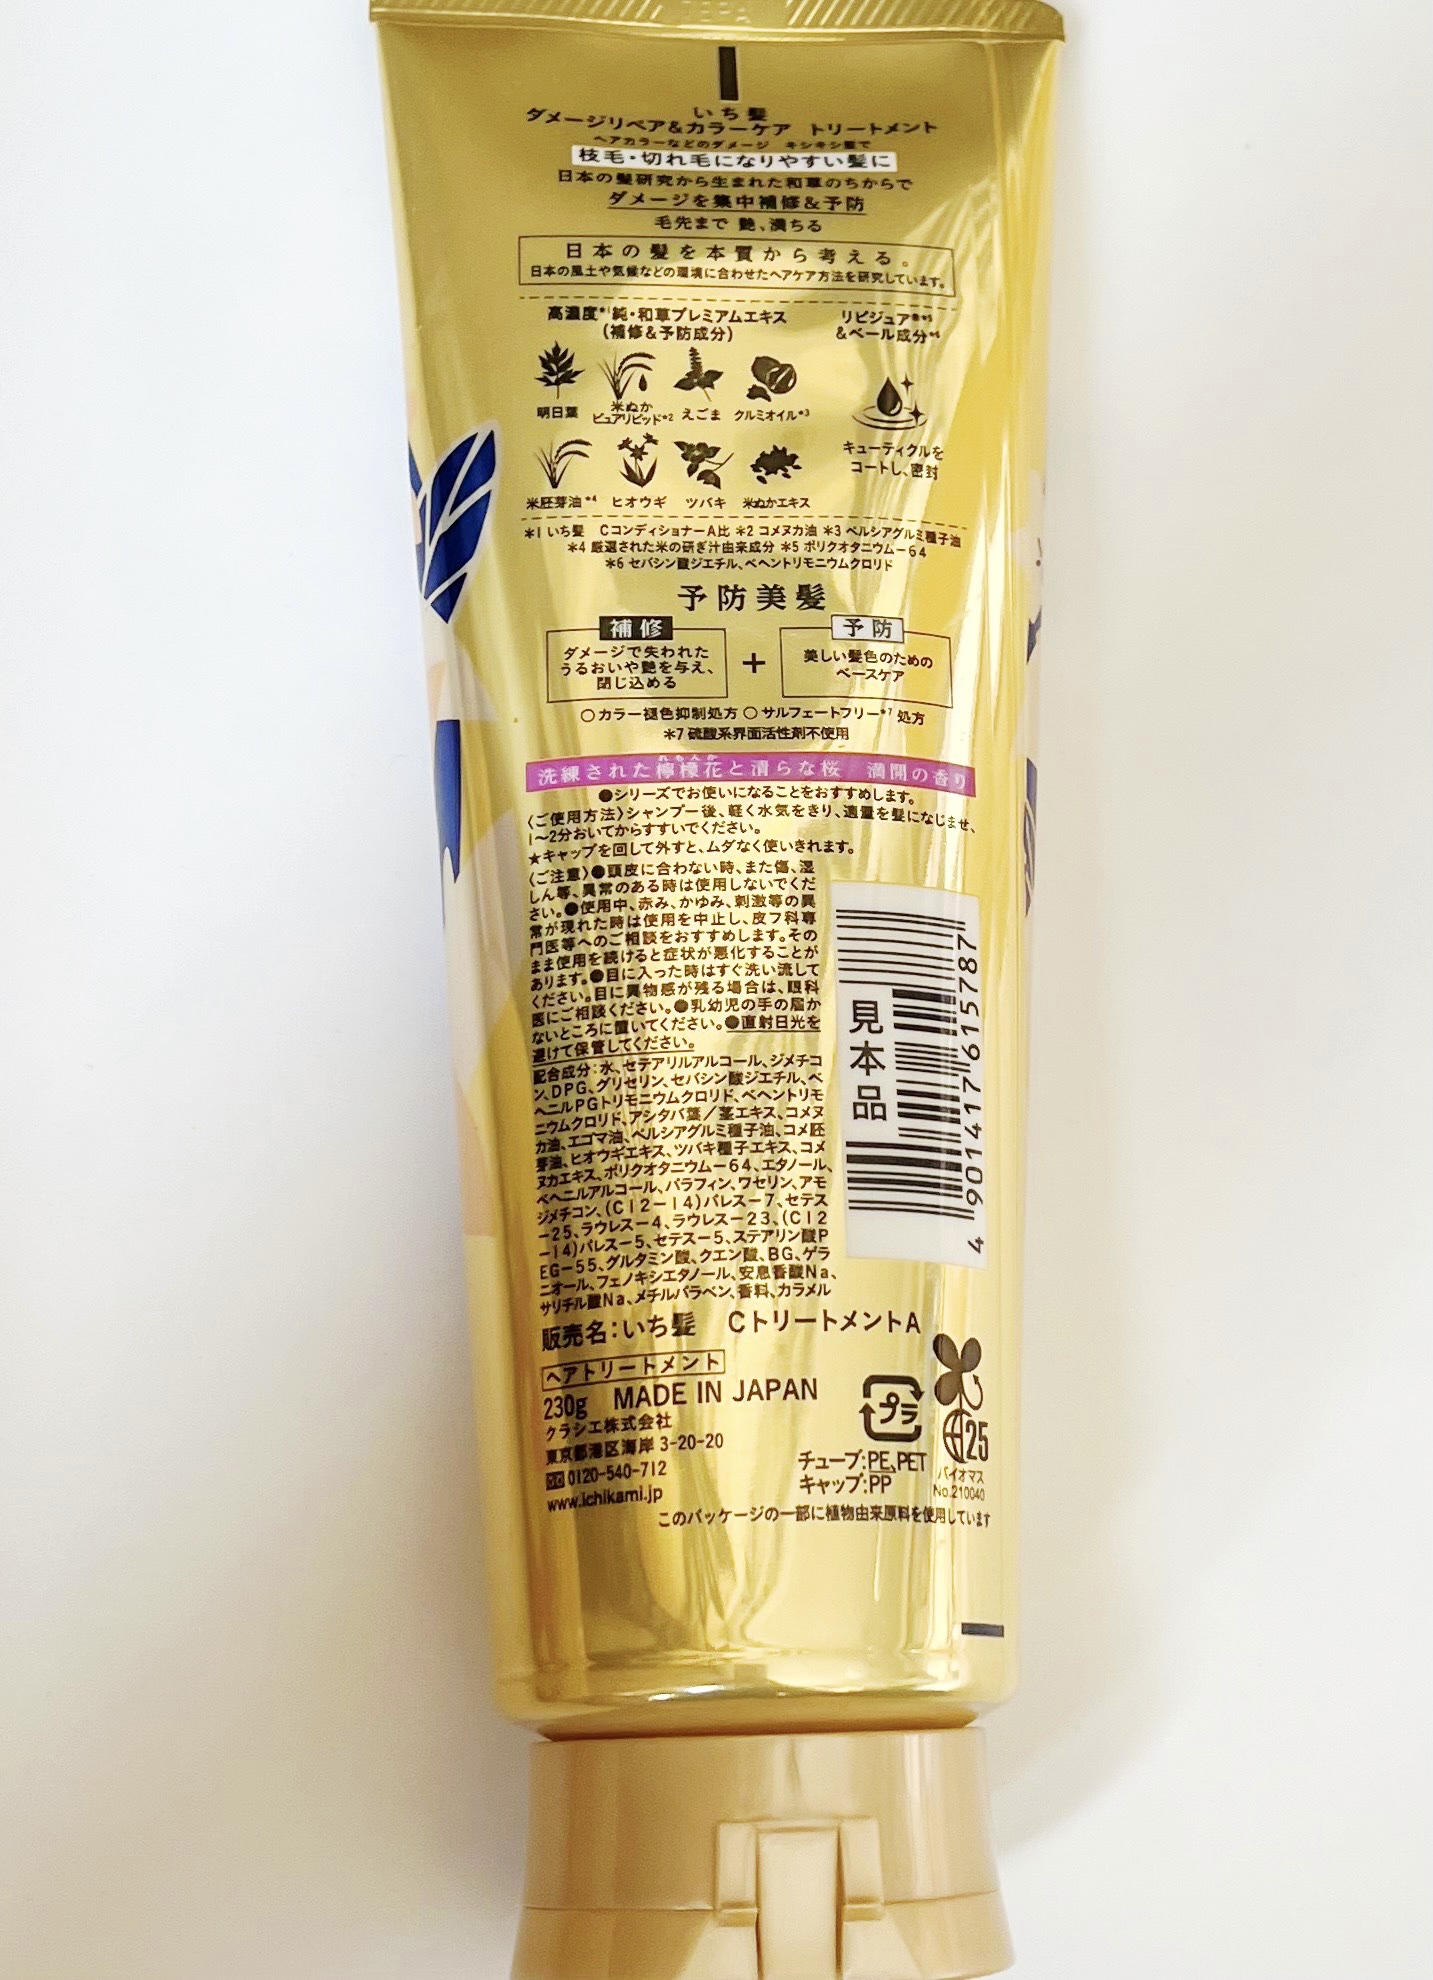 いち髪
ダメージリペア&カラーケア トリートメント
ヘアカラーなどのダメージ キシキシ髪で
枝毛・切れ毛になりやすい髪に
日本の髪研究から生まれた和草のちからで
ダメージを集中補修&予防
毛先まで 艶、満ちる
日本の髪を本質から考える。
日本の風土や気候などの環境に合わせたヘアケア方法を研究しています。
高濃度*1純・和草プレミアムエキス
(補修&予防成分)
リピジュア®*5
&ベール成分*6
明日葉
米ぬか
ピュアリピッド*2
えごま
クルミオイル*3
キューティクルを
コートし、密封
米胚芽油*4
ヒオウギ
ツバキ
米ぬかエキス
*1 いち髪 CコンディショナーA比 *2 コメヌカ油 *3 ペルシアグルミ種子油
*4 厳選された米の研ぎ汁由来成分 *5 ポリクオタニウム-64
*6 セバシン酸ジエチル、ベヘントリモニウムクロリド
予防美髪
補修
ダメージで失われた
うるおいや艶を与え、
閉じ込める
+
予防
美しい髪色のための
ベースケア
○カラー褪色抑制処方 ○サルフェートフリー*7 処方
*7 硫酸系界面活性剤不使用
れもんか
洗練された檸檬花と清らな桜 満開の香り
●シリーズでお使いになることをおすすめします。
〈ご使用方法〉シャンプー後、軽く水気をきり、適量を髪になじませ、
1〜2分おいてからすすいでください。
★キャップを回して外すと、ムダなく使いきれます。
〈ご注意〉●頭皮に合わない時、また傷、湿
しん等、異常のある時は使用しないでくだ
さい。●使用中、赤み、かゆみ、刺激等の異
常が現れた時は使用を中止し、皮フ科専
門医等へのご相談をおすすめします。その
まま使用を続けると症状が悪化することが
あります。●目に入った時はすぐ洗い流して
ください。目に異物感が残る場合は、眼科
医にご相談ください。●乳幼児の手の届か
ないところに置いてください。●直射日光を
避けて保管してください。
配合成分:水、セテアリルアルコール、ジメチコ
ン、DPG、グリセリン、セバシン酸ジエチル、ベ
ヘニルPGトリモニウムクロリド、ベヘントリモ
ニウムクロリド、アシタバ葉/茎エキス、コメヌ
カ油、エゴマ油、ペルシアグルミ種子油、コメ胚
芽油、ヒオウギエキス、ツバキ種子エキス、コメ
ヌカエキス、ポリクオタニウム-64、エタノール、
ベヘニルアルコール、パラフィン、ワセリン、アモ
ジメチコン、(C12-14)パレス-7、セテス
-25、ラウレス-4、ラウレス-23、(C12
-14)パレス-5、セテス-5、ステアリン酸P
EG-55、グルタミン酸、クエン酸、BG、ゲラ
ニオール、フェノキシエタノール、安息香酸Na、
サリチル酸Na、メチルパラベン、香料、カラメル
見本品
4 901417 615787
販売名:いち髪 CトリートメントA
ヘアトリートメント
230g MADE IN JAPAN
クラシエ株式会社
東京都港区海岸 3-20-20
0120-540-712
www.ichikami.jp
プラ
チューブ:PE、PET
キャップ:PP
25
バイオマス
No.210040
このパッケージの一部に植物由来原料を使用しています